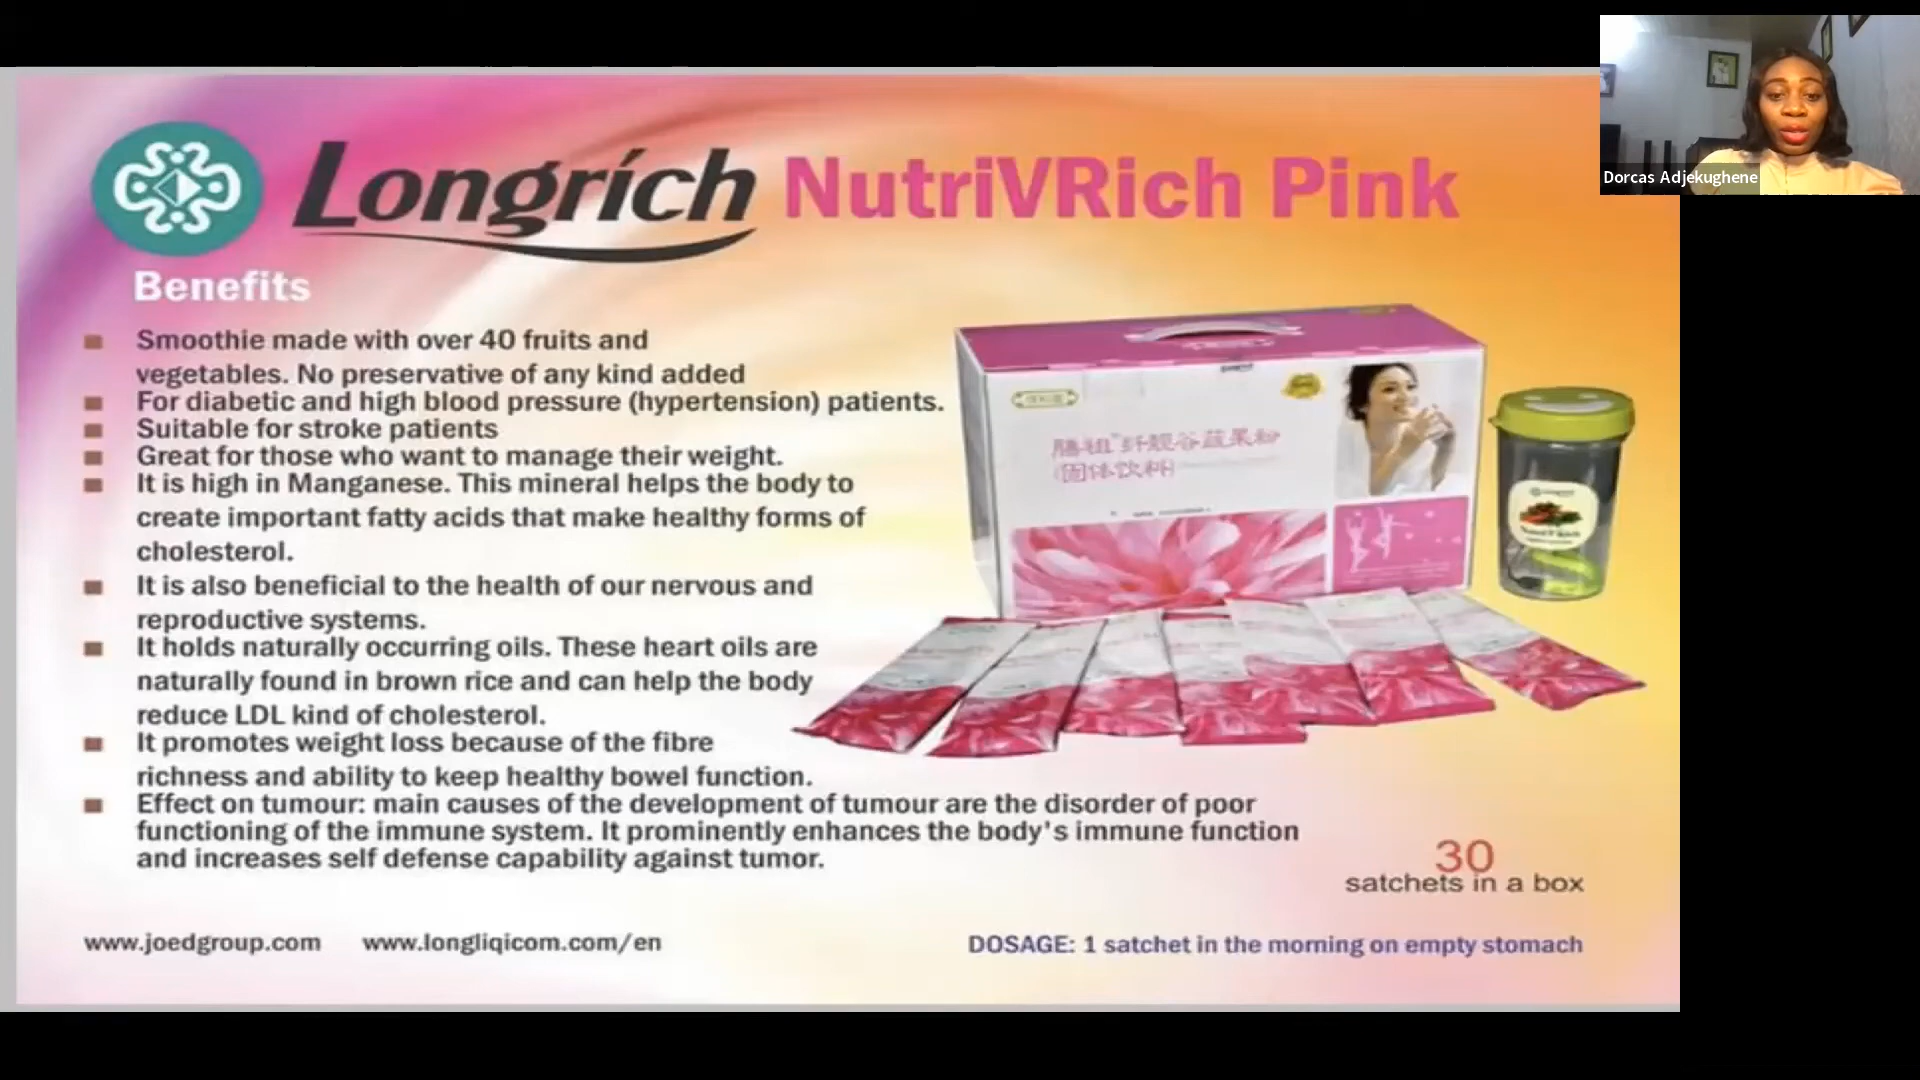 Dorcas Adjekughene
Longrích NutriVRich Pink
Benefits
Smoothie made with over 40 fruits and
vegetables. No preservative of any kind added
For diabetic and high blood pressure (hypertension) patients.
Suitable for stroke patients
Great for those who want to manage their weight.
It is high in Manganese. This mineral helps the body to
create important fatty acids that make healthy forms of
cholesterol.
It is also beneficial to the health of our nervous and
reproductive systems.
It holds naturally occurring oils. These heart oils are
naturally found in brown rice and can help the body
reduce LDL kind of cholesterol.
It promotes weight loss because of the fibre
richness and ability to keep healthy bowel function.
Effect on tumour: main causes of the development of tumour are the disorder of poor
functioning of the immune system. It prominently enhances the body's immune function
and increases self defense capability against tumor.
蔬果粉
(固体饮料)
30
satchets in a box
www.joedgroup.com www.longliqicom.com/en
DOSAGE: 1 satchet in the morning on empty stomach